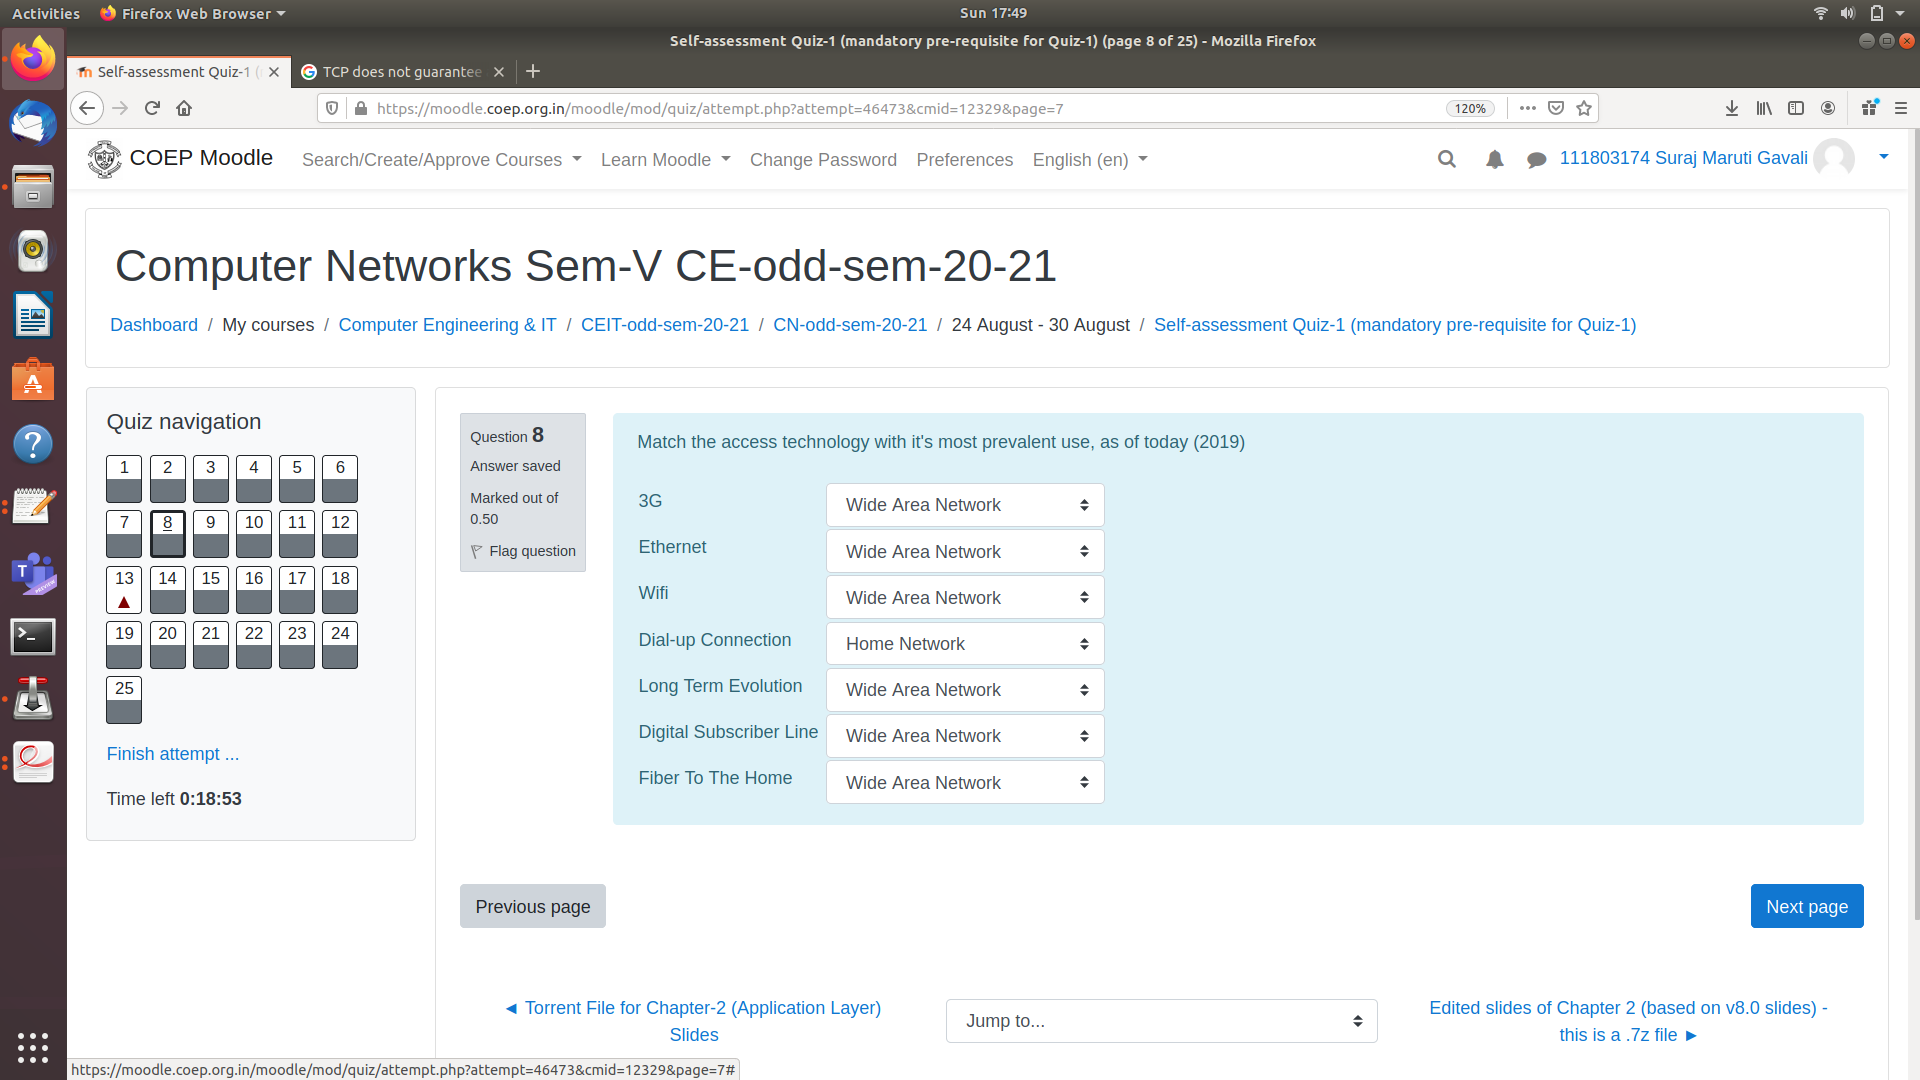 Activities Firefox Web Browser Sun 17:49
Self-assessment Quiz-1 (mandatory pre-requisite for Quiz-1) (page 8 of 25) - Mozilla Firefox
Self-assessment Quiz-1 ( TCP does not guarantee
https://moodle.coep.org.in/moodle/mod/quiz/attempt.php?attempt=46473&cmid=12329&page=7 120%
COEP Moodle Search/Create/Approve Courses Learn Moodle Change Password Preferences English (en) 111803174 Suraj Maruti Gavali
Computer Networks Sem-V CE-odd-sem-20-21
Dashboard / My courses / Computer Engineering & IT / CEIT-odd-sem-20-21 / CN-odd-sem-20-21 / 24 August - 30 August / Self-assessment Quiz-1 (mandatory pre-requisite for Quiz-1)
Quiz navigation
1 2 3 4 5 6
7 8 9 10 11 12
13 14 15 16 17 18
19 20 21 22 23 24
25
Finish attempt ...
Time left 0:18:53
Question 8
Answer saved
Marked out of
0.50
Flag question
Match the access technology with it's most prevalent use, as of today (2019)
3G Wide Area Network
Ethernet Wide Area Network
Wifi Wide Area Network
Dial-up Connection Home Network
Long Term Evolution Wide Area Network
Digital Subscriber Line Wide Area Network
Fiber To The Home Wide Area Network
Previous page Next page
◄ Torrent File for Chapter-2 (Application Layer)
Slides
Jump to...
Edited slides of Chapter 2 (based on v8.0 slides) -
this is a .7z file ►
https://moodle.coep.org.in/moodle/mod/quiz/attempt.php?attempt=46473&cmid=12329&page=7#